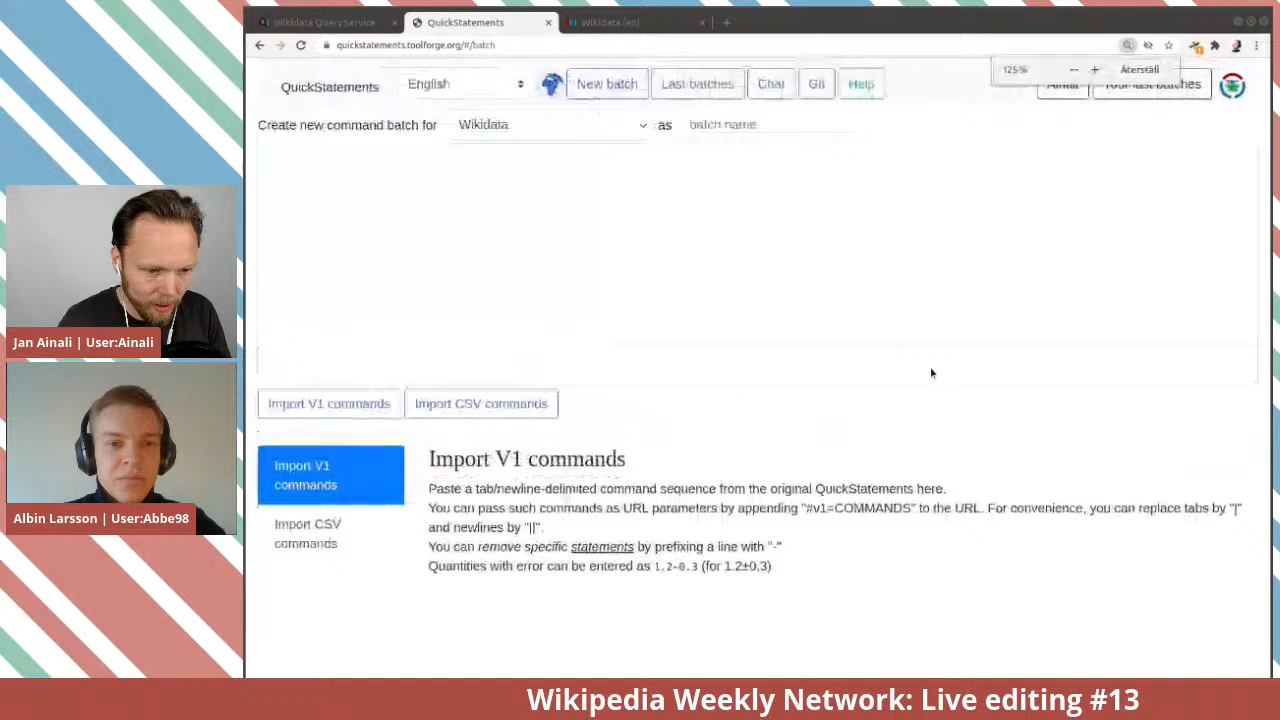 Wikidata Query Service
QuickStatements
Wikidata (en)
quickstatements.toolforge.org/#/batch
125%
Återställ
QuickStatements
English
New batch
Last batches
Chat
Git
Help
Ainali
Your last batches
Create new command batch for
Wikidata
as
batch name
Import V1 commands
Import CSV commands
Import V1
commands
Import CSV
commands
Import V1 commands
Paste a tab/newline-delimited command sequence from the original QuickStatements here.
You can pass such commands as URL parameters by appending "#v1=COMMANDS" to the URL. For convenience, you can replace tabs by "|"
and newlines by "||".
You can remove specific statements by prefixing a line with "-"
Quantities with error can be entered as 1.2~0.3 (for 1.2±0.3)
Jan Ainali | User:Ainali
Albin Larsson | User:Abbe98
Wikipedia Weekly Network: Live editing #13